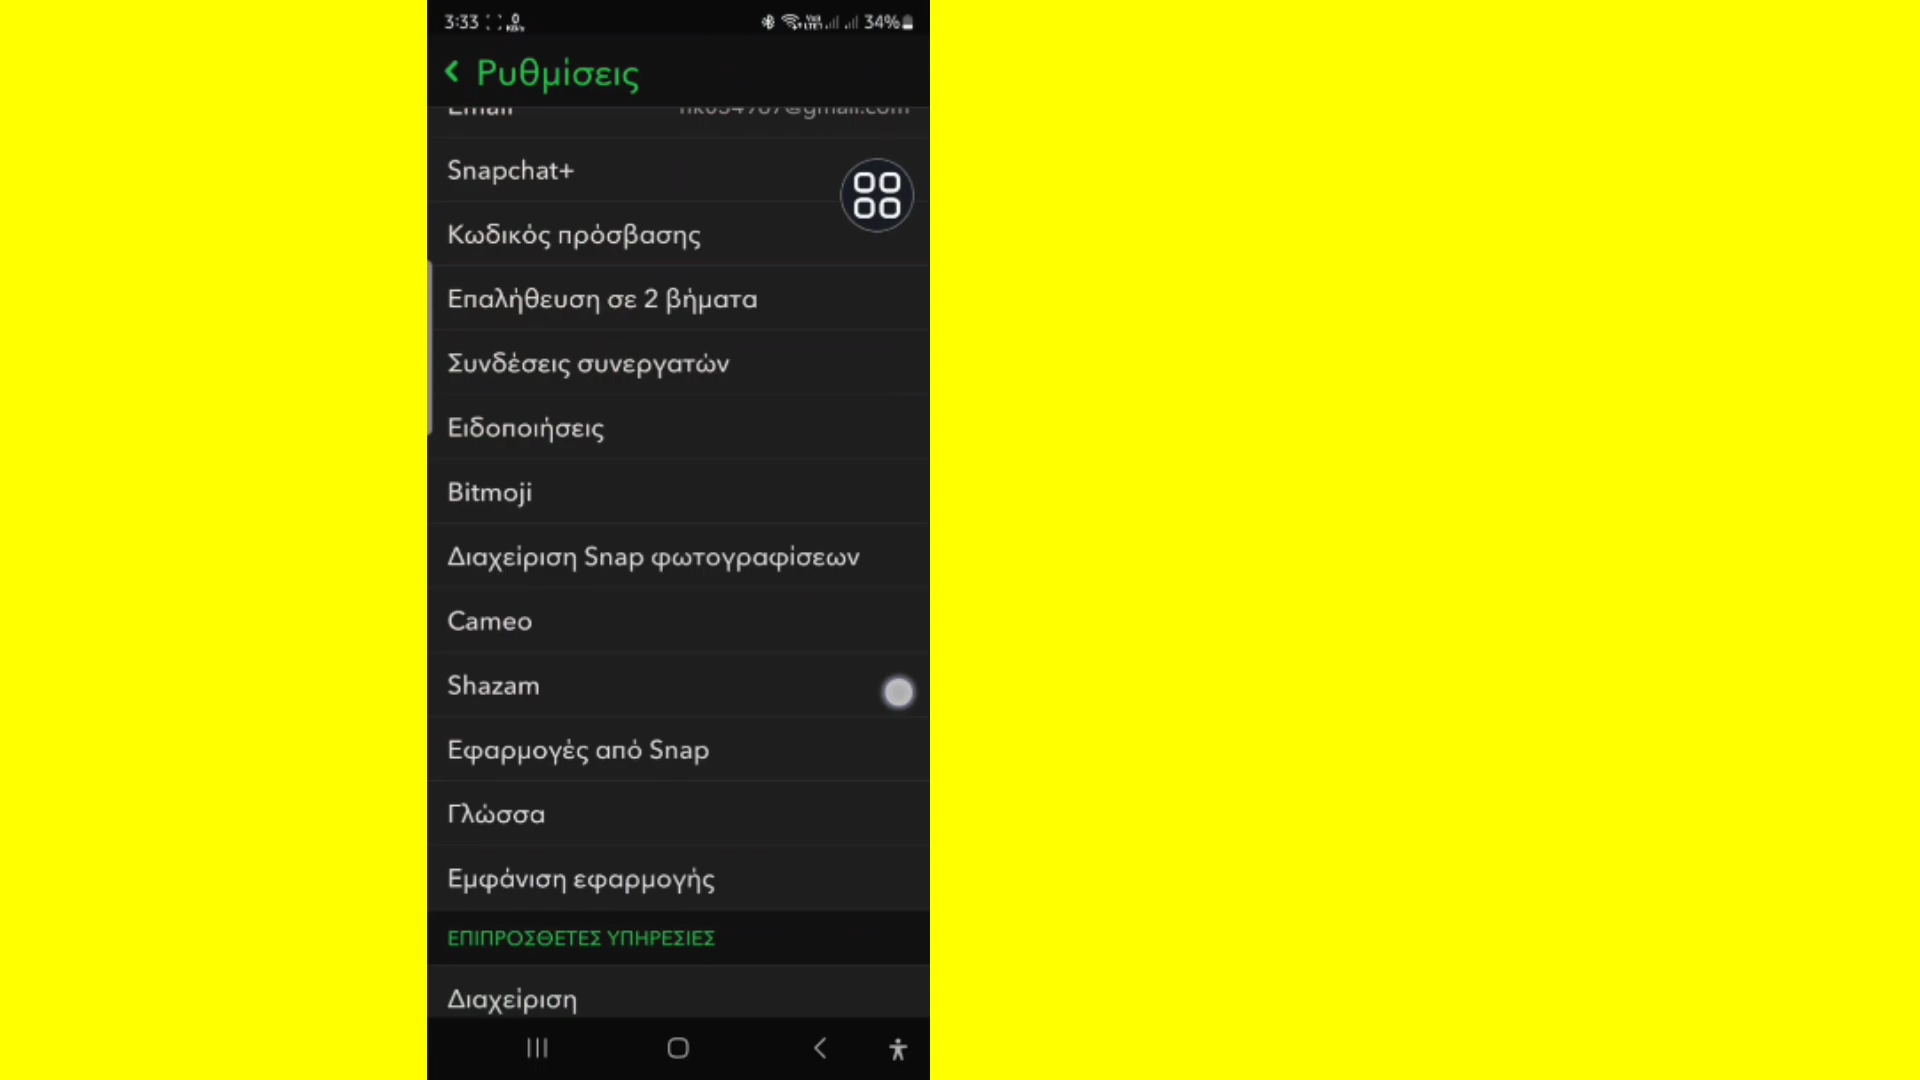 3:33 34%
Ρυθμίσεις
Email
Snapchat+
Κωδικός πρόσβασης
Επαλήθευση σε 2 βήματα
Συνδέσεις συνεργατών
Ειδοποιήσεις
Bitmoji
Διαχείριση Snap φωτογραφίσεων
Cameo
Shazam
Εφαρμογές από Snap
Γλώσσα
Εμφάνιση εφαρμογής
ΕΠΙΠΡΟΣΘΕΤΕΣ ΥΠΗΡΕΣΙΕΣ
Διαχείριση